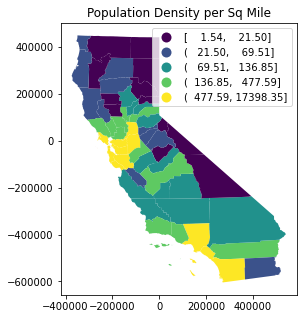 Population Density per Sq Mile
[ 1.54, 21.50]
( 21.50, 69.51]
( 69.51, 136.85]
( 136.85, 477.59]
( 477.59, 17398.35]
400000
200000
0
−200000
−400000
−600000
−400000 −200000 0 200000 400000